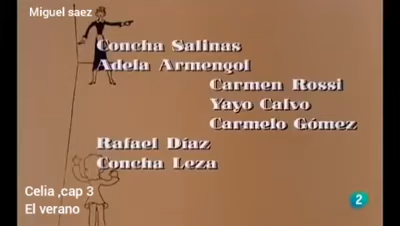 Miguel saez
Concha Salinas
Adela Armengol
Carmen Rossi
Yayo Calvo
Carmelo Gómez
Rafael Díaz
Concha Leza
Celia ,cap 3
El verano
2